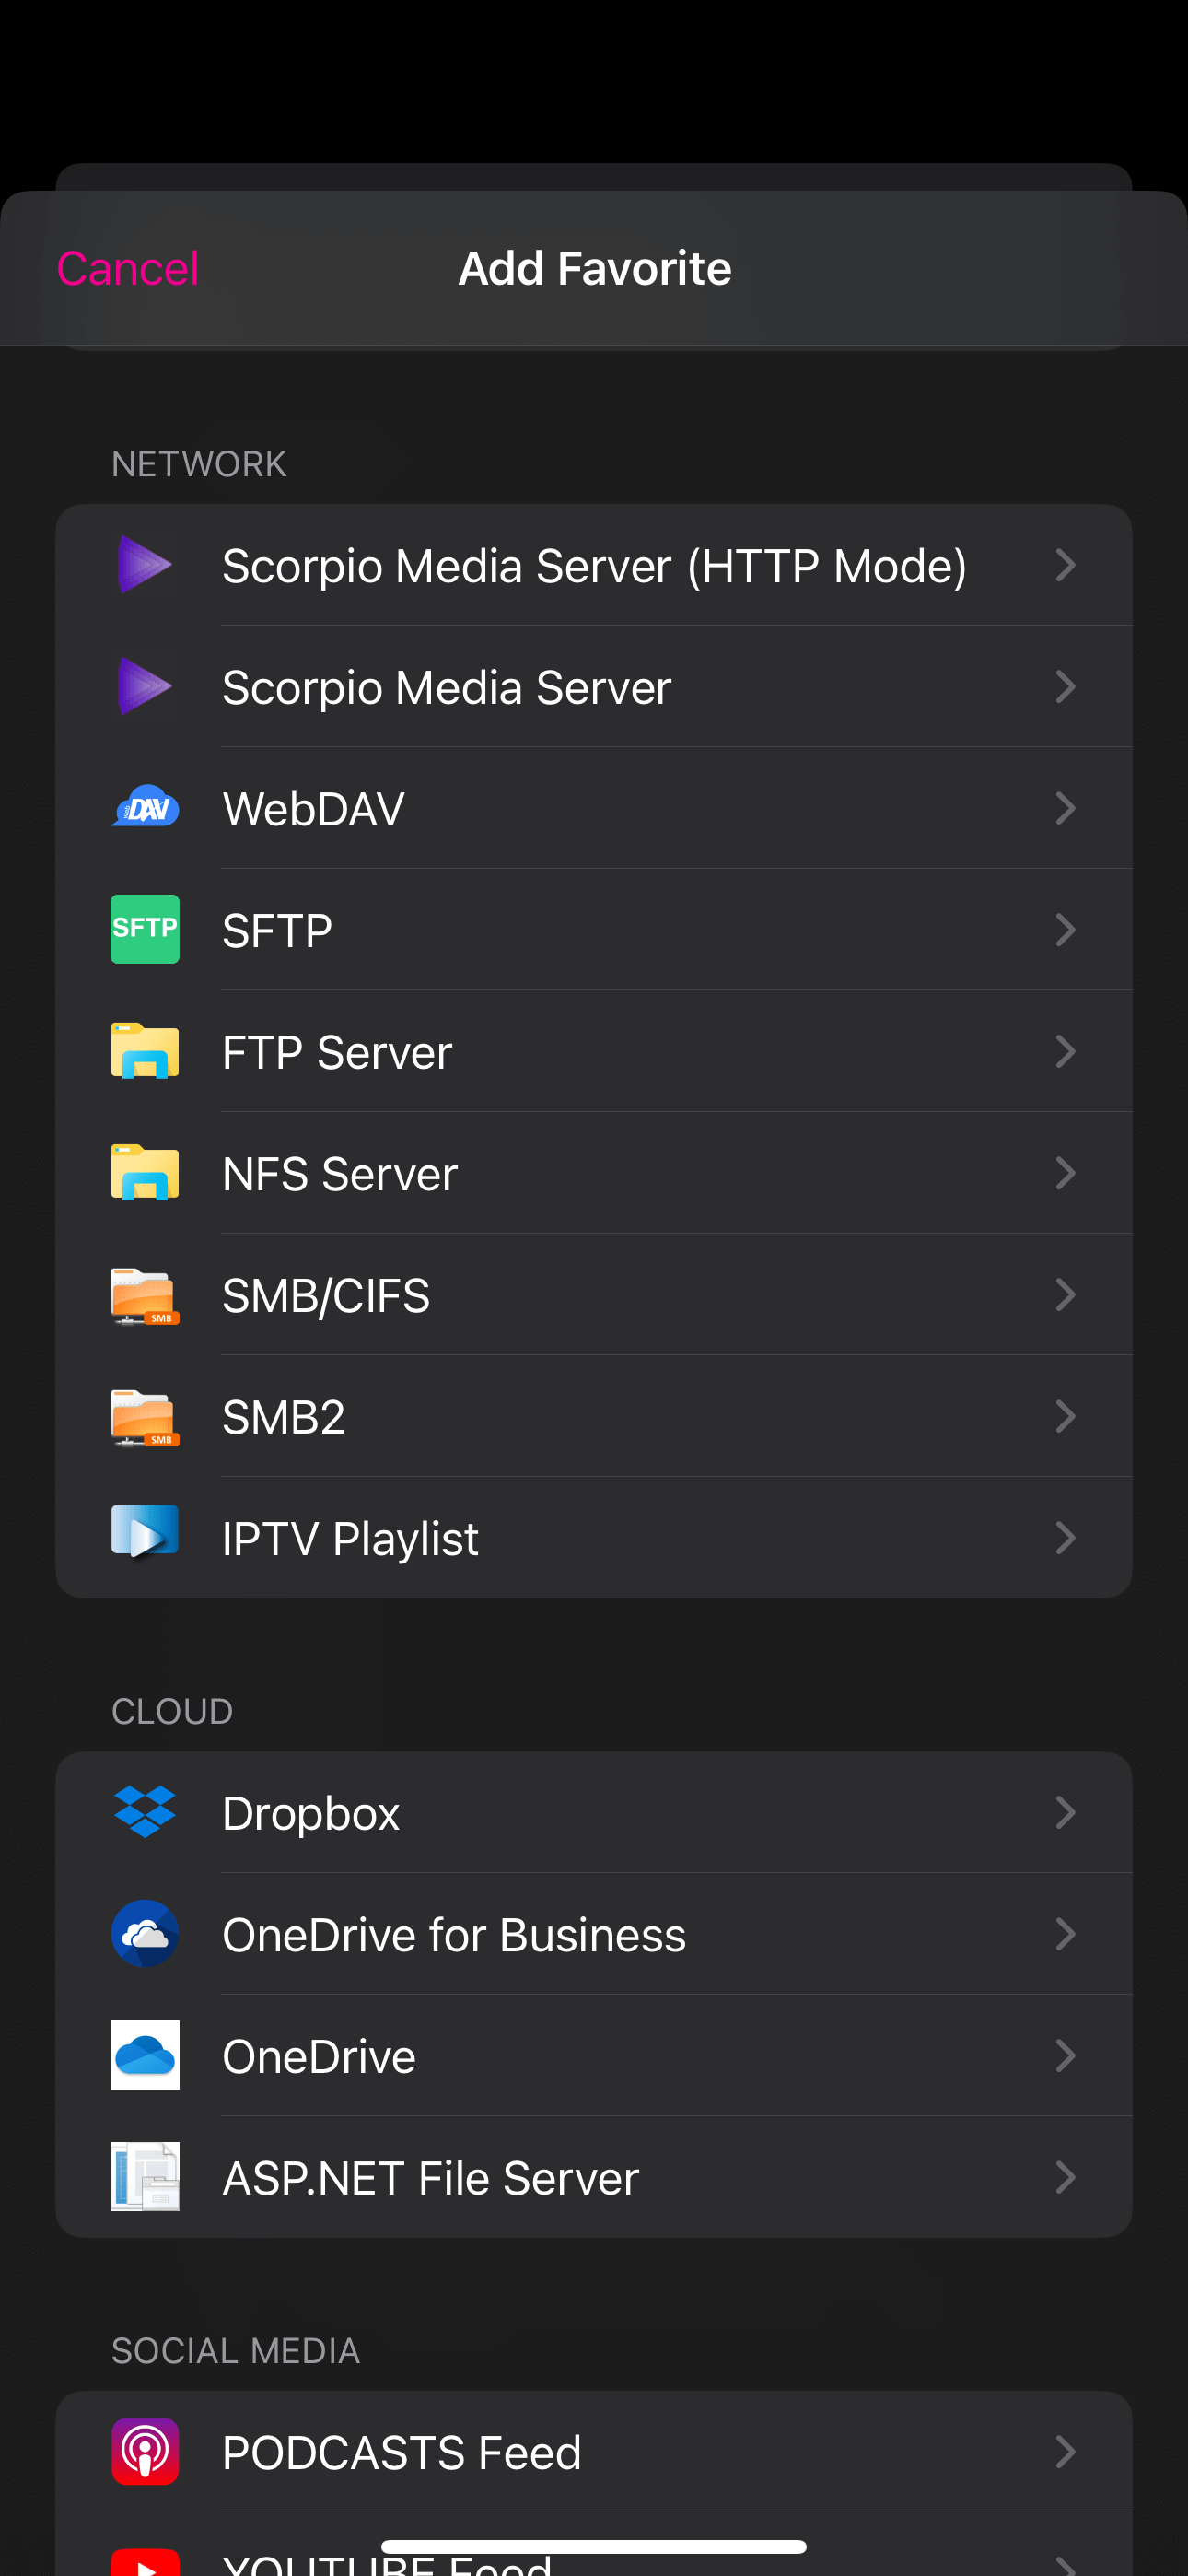 Cancel
Add Favorite
NETWORK
Scorpio Media Server (HTTP Mode)
Scorpio Media Server
DAV
WebDAV
SFTP
SFTP
FTP Server
NFS Server
SMB
SMB/CIFS
SMB
SMB2
IPTV Playlist
CLOUD
Dropbox
OneDrive for Business
OneDrive
ASP.NET File Server
SOCIAL MEDIA
PODCASTS Feed
YOUTUBE Feed